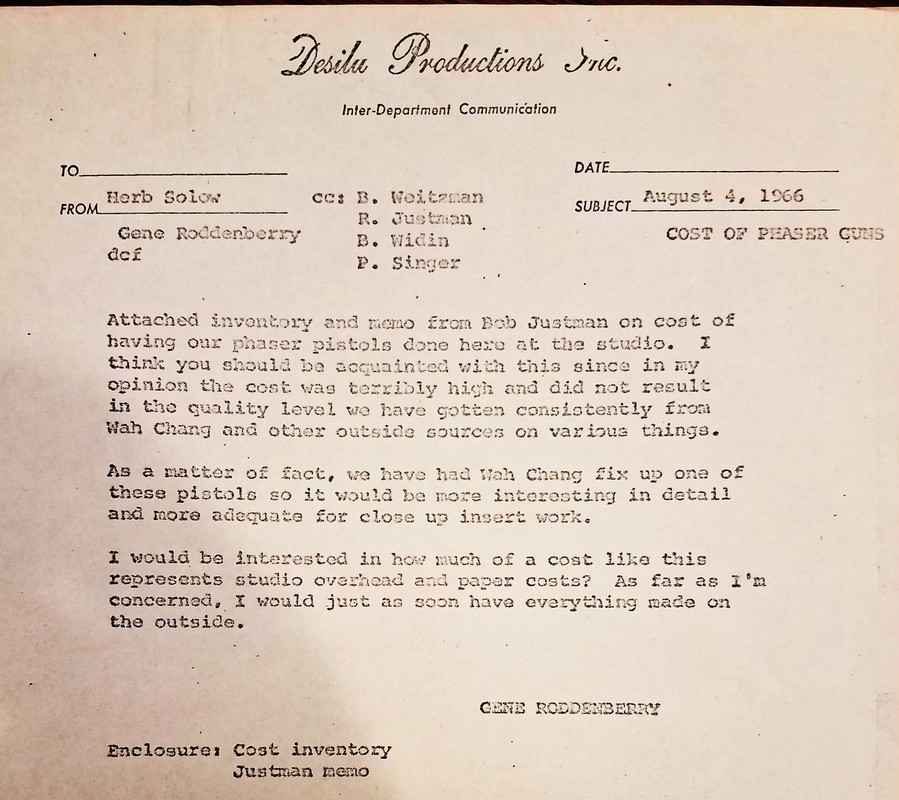 Desilu Productions Inc.
Inter-Department Communication
TO Herb Solow
FROM Gene Roddenberry
dcf
cc: B. Weitzman
R. Justman
B. Widin
P. Singer
DATE August 4, 1966
SUBJECT COST OF PHASER GUNS
Attached inventory and memo from Bob Justman on cost of
having our phaser pistols done here at the studio. I
think you should be acquainted with this since in my
opinion the cost was terribly high and did not result
in the quality level we have gotten consistently from
Wah Chang and other outside sources on various things.
As a matter of fact, we have had Wah Chang fix up one of
these pistols so it would be more interesting in detail
and more adequate for close up insert work.
I would be interested in how much of a cost like this
represents studio overhead and paper costs? As far as I'm
concerned, I would just as soon have everything made on
the outside.
GENE RODDENBERRY
Enclosure: Cost inventory
Justman memo